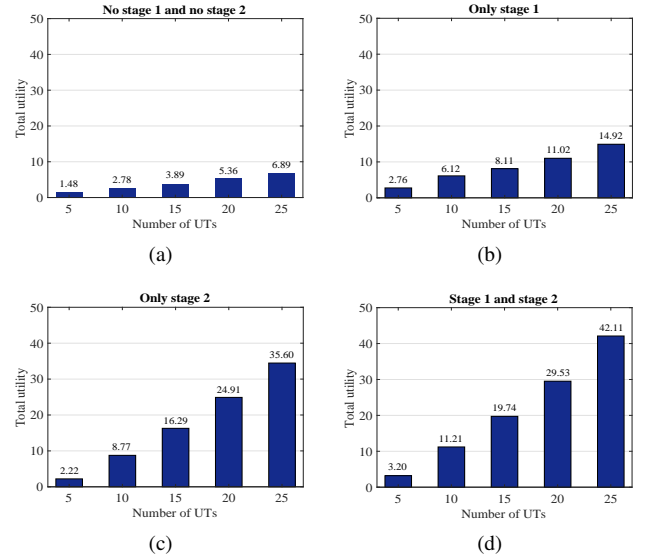 No stage 1 and no stage 2
50
40
30
20
10
0
Total utility
1.48
2.78
3.89
5.36
6.89
5 10 15 20 25
Number of UTs
(a)
Only stage 1
50
40
30
20
10
0
Total utility
2.76
6.12
8.11
11.02
14.92
5 10 15 20 25
Number of UTs
(b)
Only stage 2
50
40
30
20
10
0
Total utility
2.22
8.77
16.29
24.91
35.60
5 10 15 20 25
Number of UTs
(c)
Stage 1 and stage 2
50
40
30
20
10
0
Total utility
3.20
11.21
19.74
29.53
42.11
5 10 15 20 25
Number of UTs
(d)